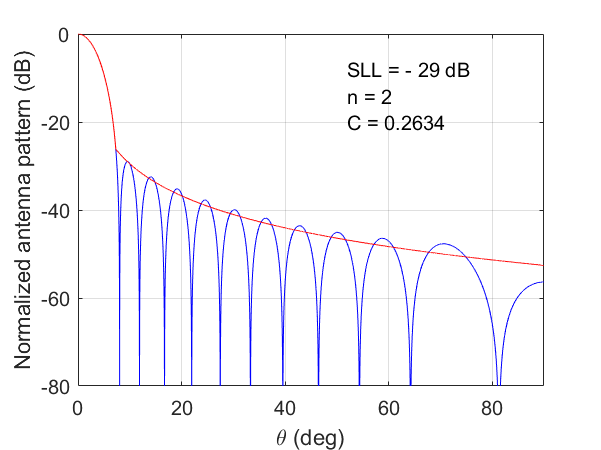 SLL = - 29 dB
n = 2
C = 0.2634
Normalized antenna pattern (dB)
0
-20
-40
-60
-80
0 20 40 60 80
θ (deg)